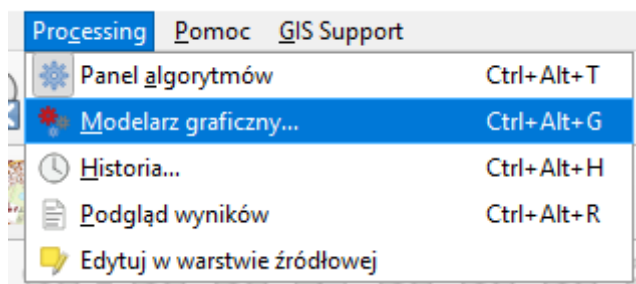 Processing Pomoc GIS Support
Panel algorytmów Ctrl+Alt+T
Modelarz graficzny... Ctrl+Alt+G
Historia... Ctrl+Alt+H
Podgląd wyników Ctrl+Alt+R
Edytuj w warstwie źródłowej